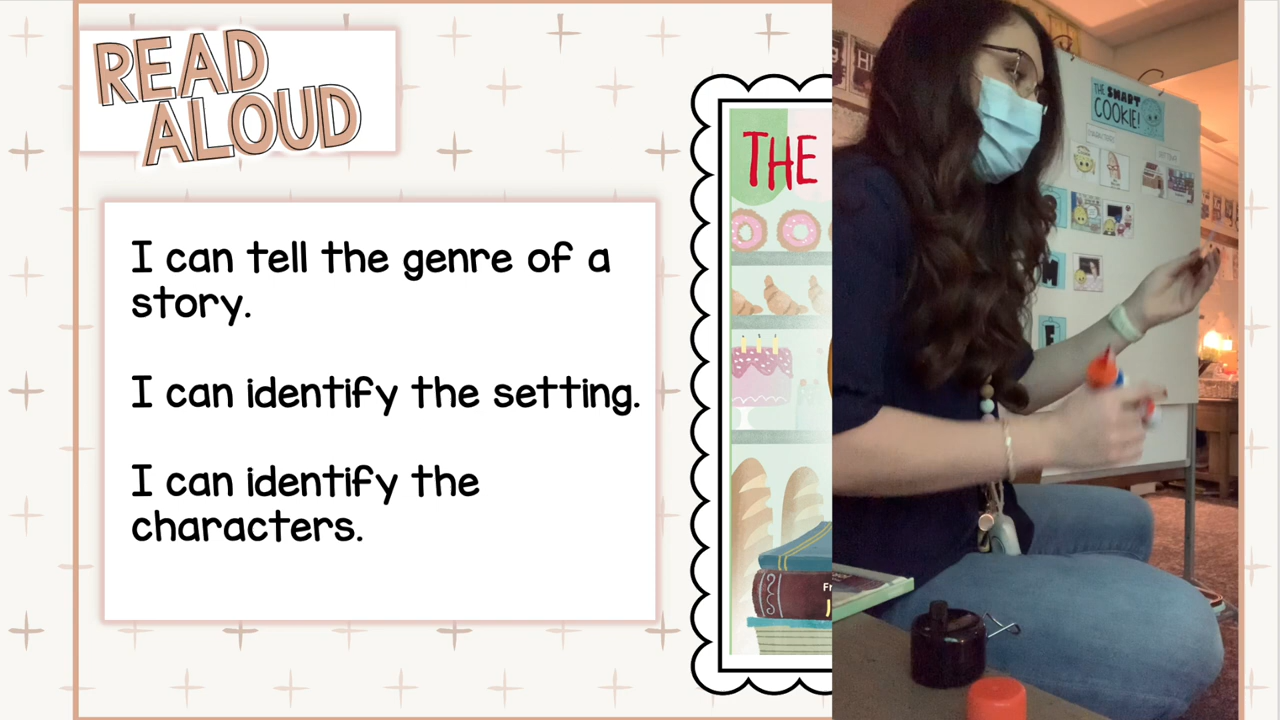 READ
ALOUD
I can tell the genre of a
story.
I can identify the setting.
I can identify the
characters.
THE
THE SMART
COOKIE!